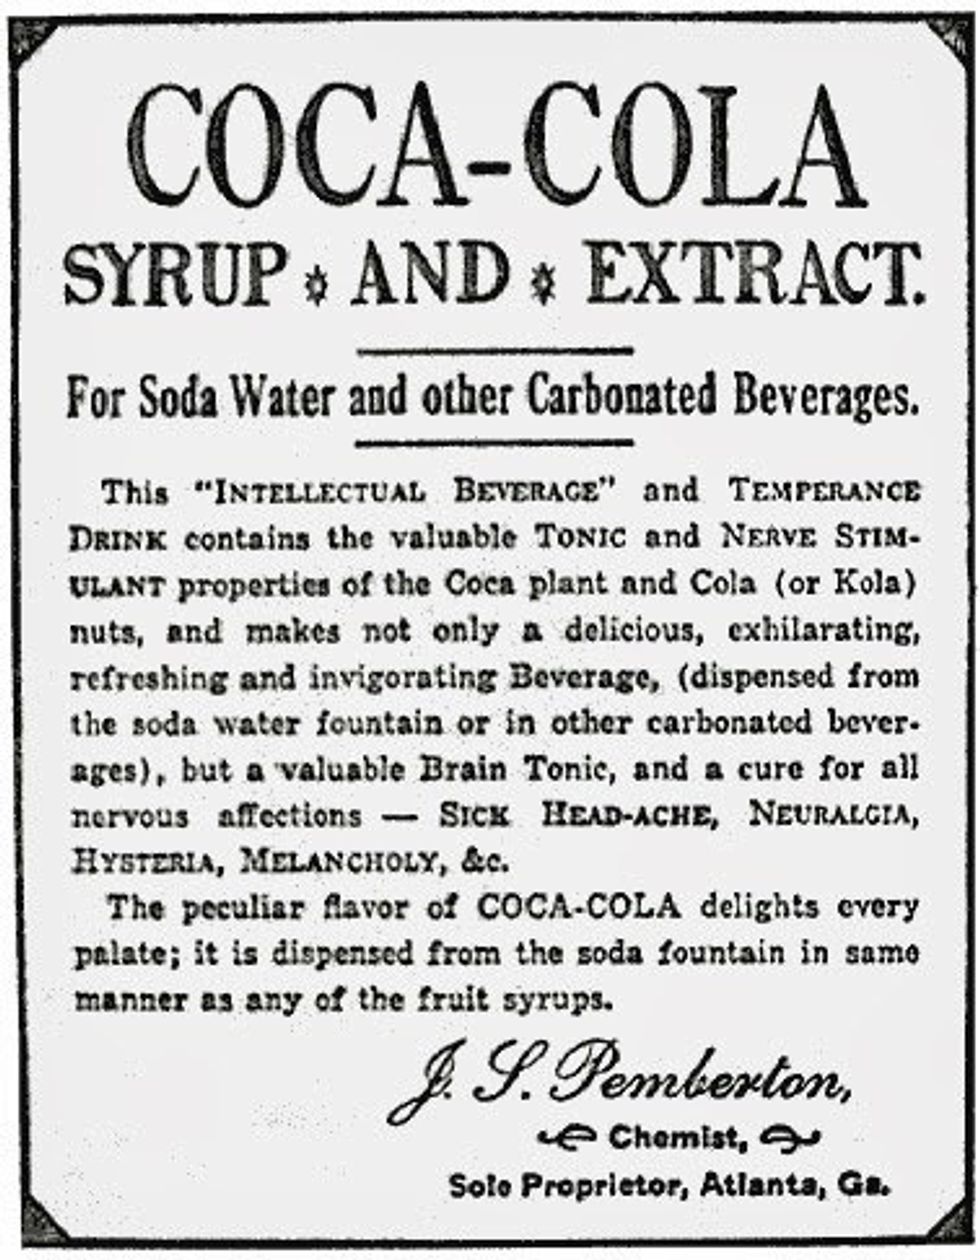 COCA-COLA
SYRUP * AND * EXTRACT.
For Soda Water and other Carbonated Beverages.
This "INTELLECTUAL BEVERAGE" and TEMPERANCE
DRINK contains the valuable TONIC and NERVE STIM-
ULANT properties of the Coca plant and Cola (or Kola)
nuts, and makes not only a delicious, exhilarating,
refreshing and invigorating Beverage, (dispensed from
the soda water fountain or in other carbonated bever-
ages), but a valuable Brain Tonic, and a cure for all
nervous affections — SICK HEAD-ACHE, NEURALGIA,
HYSTERIA, MELANCHOLY, &c.
The peculiar flavor of COCA-COLA delights every
palate; it is dispensed from the soda fountain in same
manner as any of the fruit syrups.
J. S. Pemberton,
Chemist,
Sole Proprietor, Atlanta, Ga.